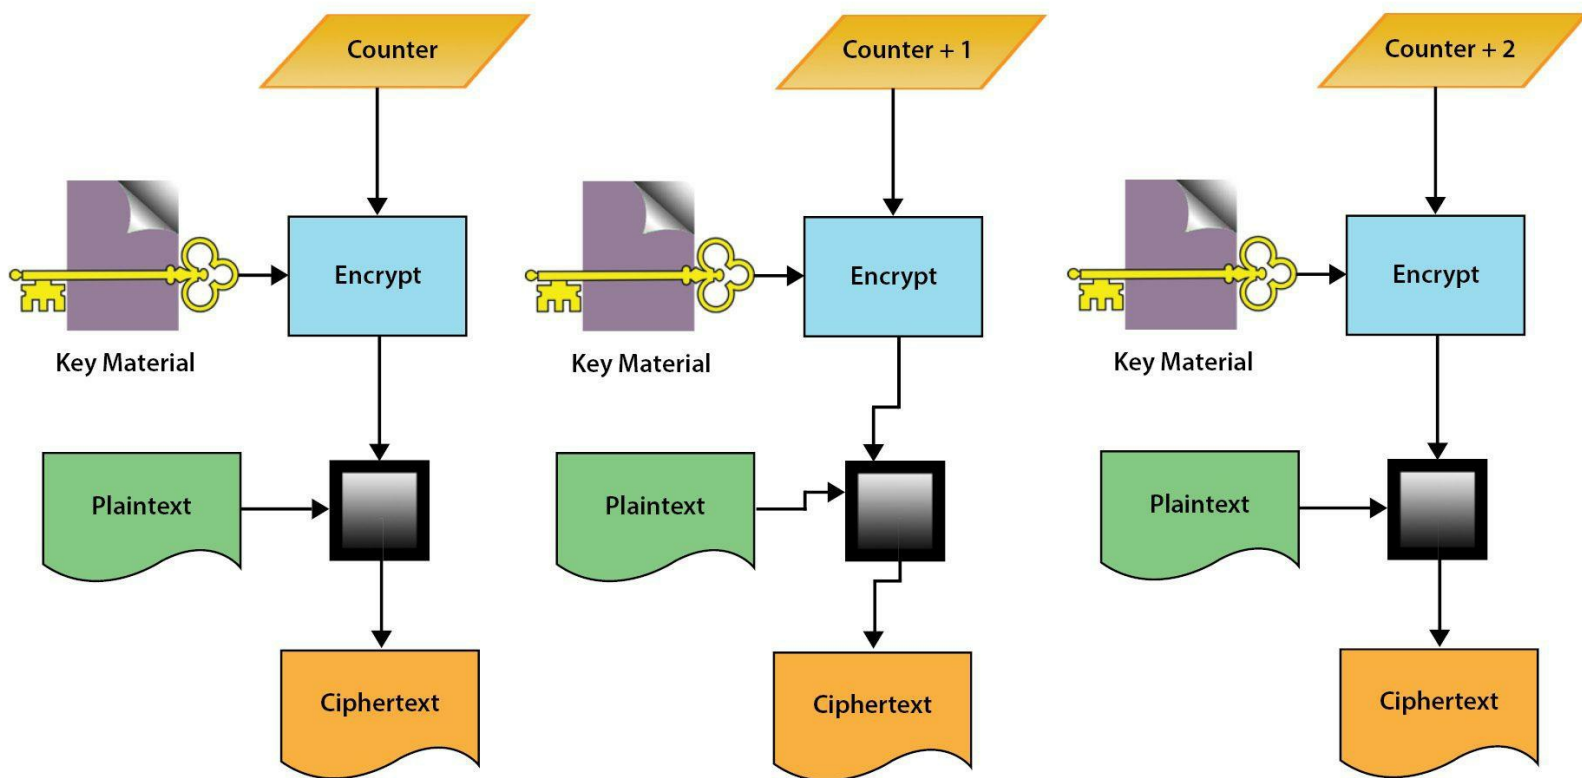 Counter
Counter + 1
Counter + 2
Encrypt
Encrypt
Encrypt
Key Material
Key Material
Key Material
Plaintext
Plaintext
Plaintext
Ciphertext
Ciphertext
Ciphertext